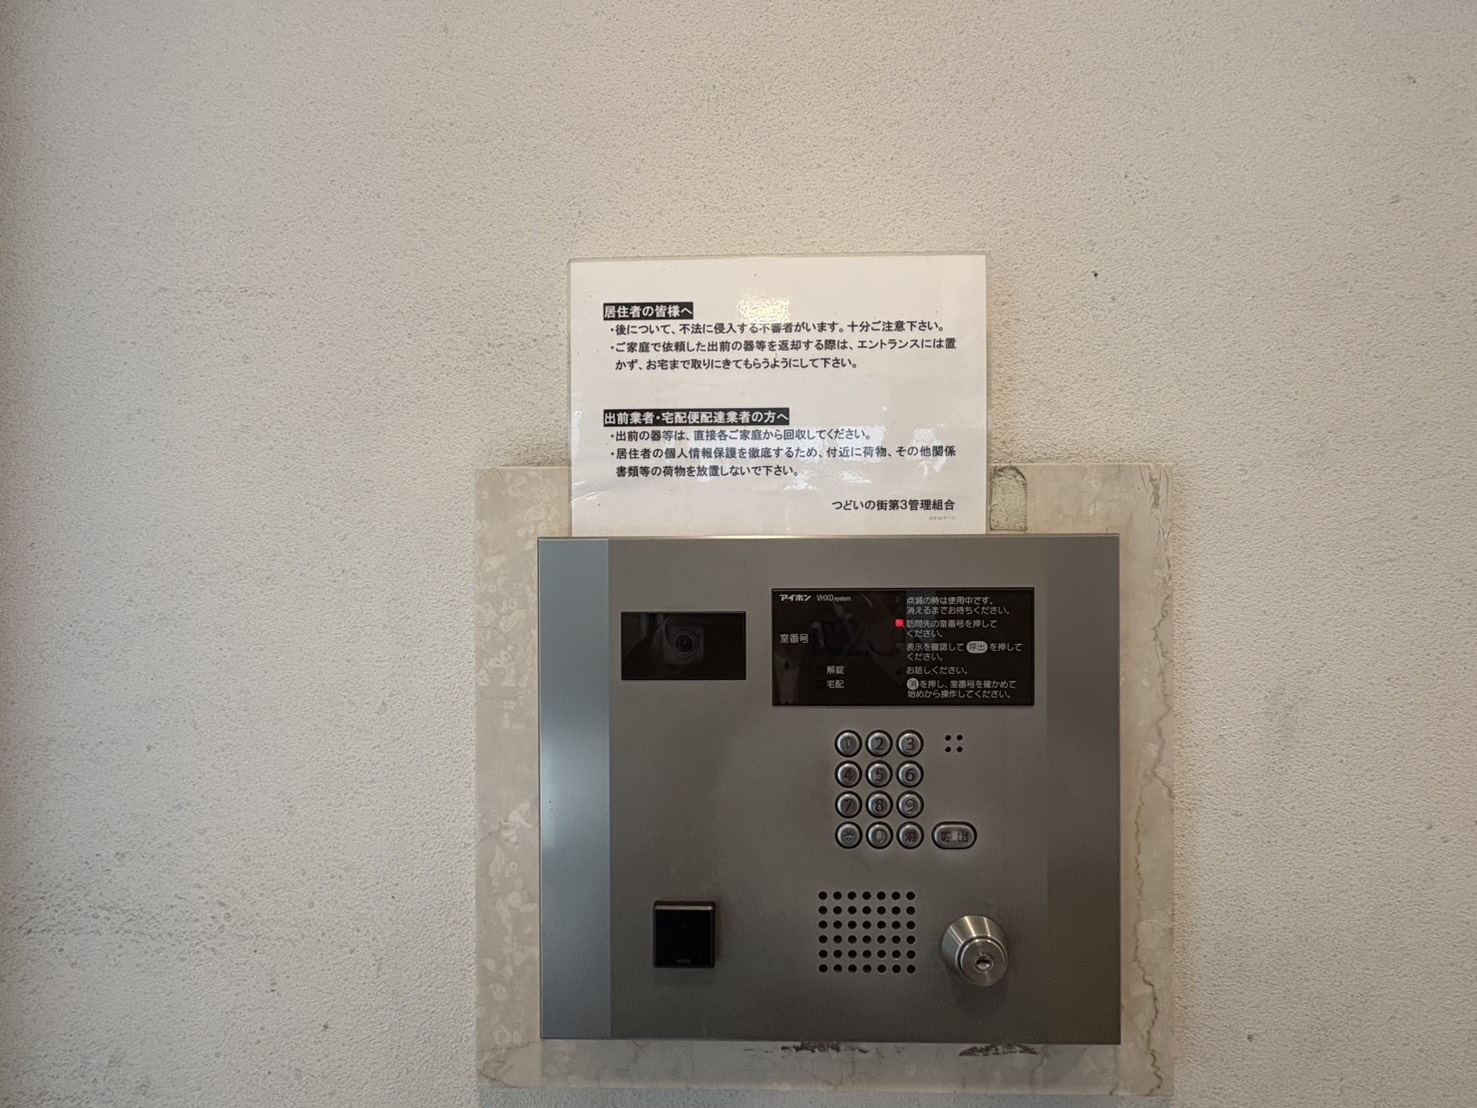 居住者の皆様へ
・後について、不法に侵入する不審者がいます。十分ご注意下さい。
・ご家庭で依頼した出前の器等を返却する際は、エントランスには置
かず、お宅まで取りにきてもらうようにして下さい。
出前業者・宅配便配達業者の方へ
・出前の器等は、直接各ご家庭から回収してください。
・居住者の個人情報保護を徹底するため、付近に荷物、その他関係
書類等の荷物を放置しないで下さい。
つどいの街第3管理組合
アイホン VHXD system
室番号
解錠
宅配
点滅の時は使用中です。
消えるまでお待ちください。
訪問先の室番号を押して
ください。
表示を確認して 呼出 を押して
ください。
お話しください。
消 を押し、室番号を確かめて
始めから操作してください。
1 2 3
4 5 6
7 8 9
＊ 0 消 呼出